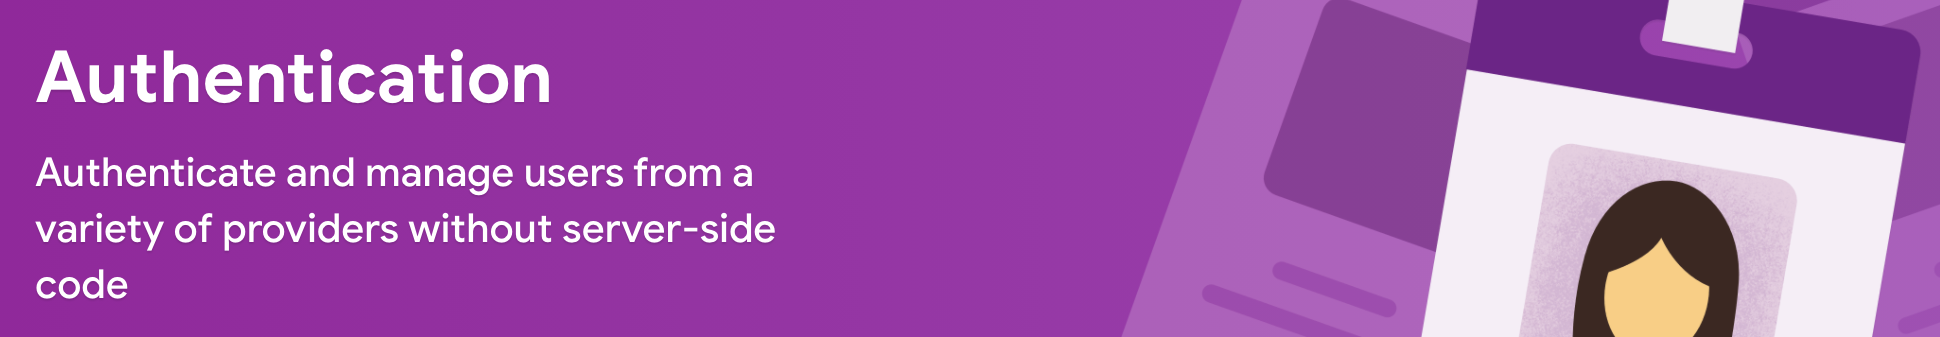 Authentication
Authenticate and manage users from a
variety of providers without server-side
code